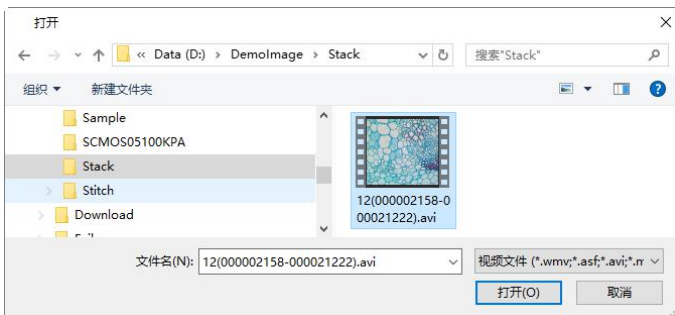 打开
« Data (D:) › DemoImage › Stack
搜索"Stack"
组织
新建文件夹
Sample
SCMOS05100KPA
Stack
Stitch
Download
12(000002158-0
00021222).avi
文件名(N):
12(000002158-000021222).avi
视频文件 (*.wmv;*.asf;*.avi;*.m
打开(O)
取消